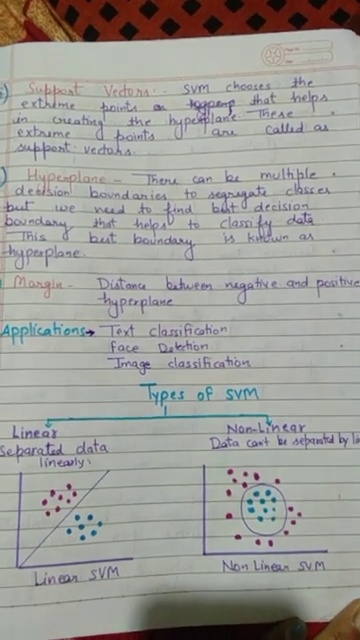 Support Vectors:- SVM chooses the
extreme points that helps
in creating the hyperplane. These
extreme points are called as
support vectors.
Hyperplane - There can be multiple
decision boundaries to segregate classes
but we need to find best decision
boundary that helps to classify data
This best boundary is known as
hyperplane.
Margin - Distance between negative and positive
hyperplane
Applications → Text classification
Face Detection
Image classification
Types of SVM
Linear
Separated data
linearly.
Linear SVM
Non-Linear
Data can't be separated by
Non Linear SVM